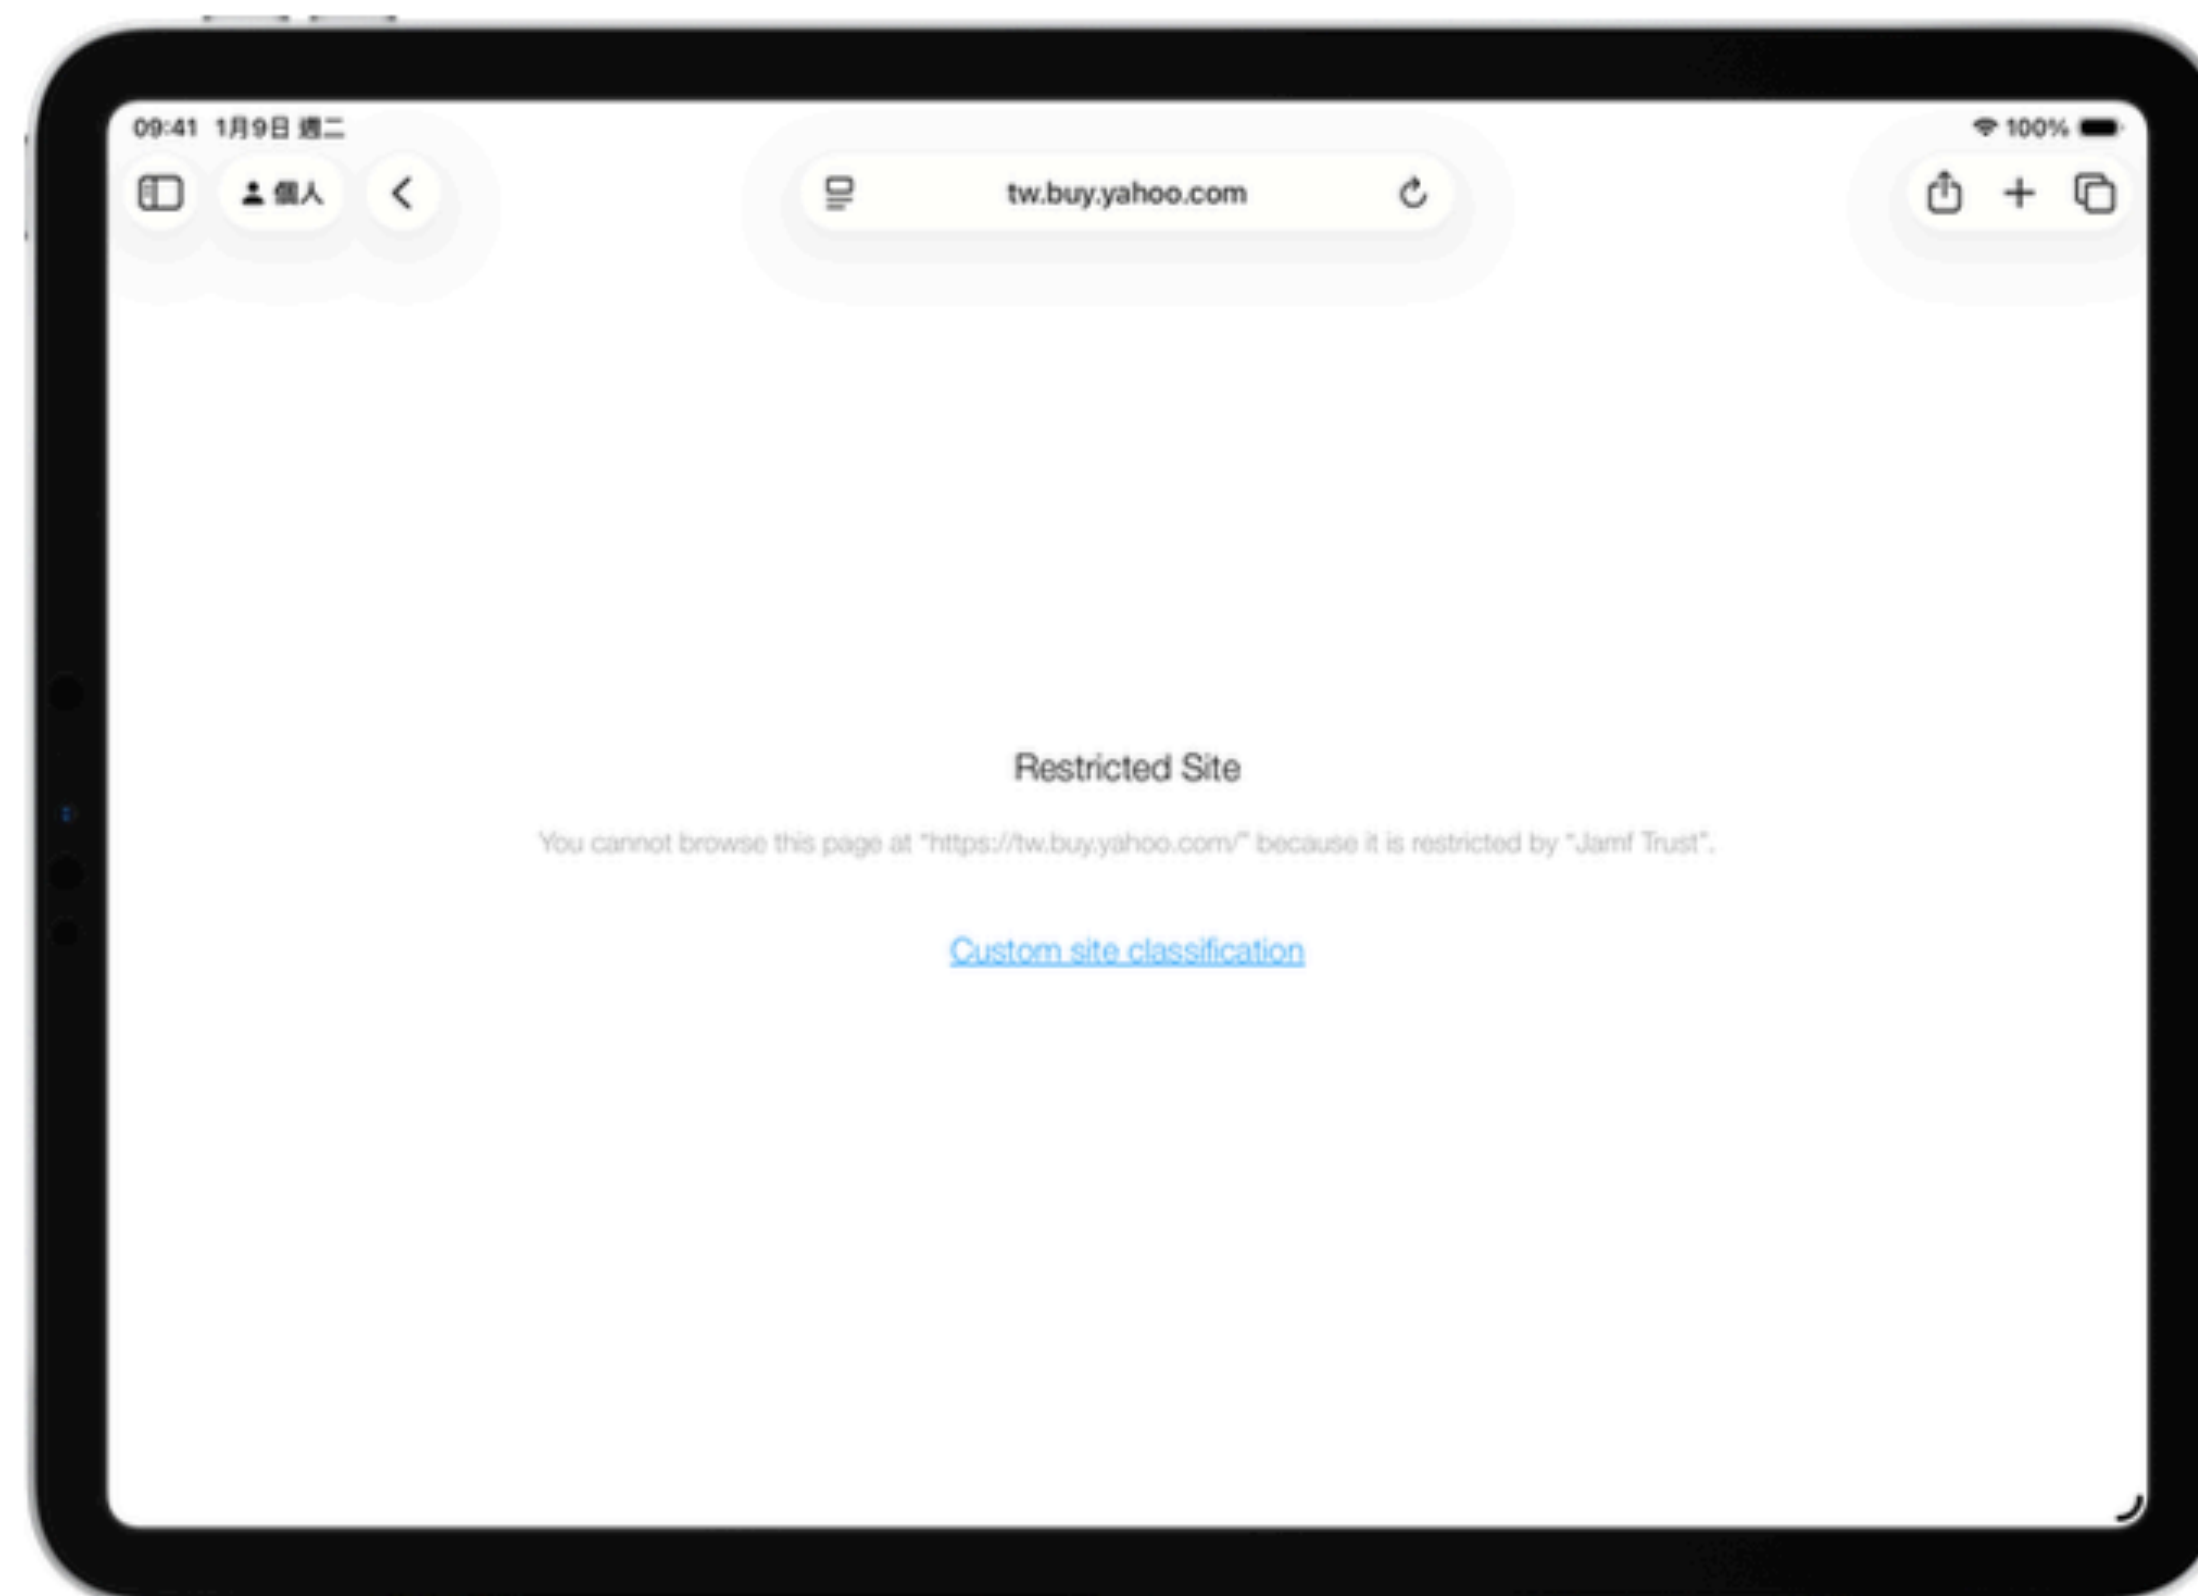 09:41 1月9日 週二
100%
個人
tw.buy.yahoo.com
Restricted Site
You cannot browse this page at "https://tw.buy.yahoo.com/" because it is restricted by "Jamf Trust".
Custom site classification